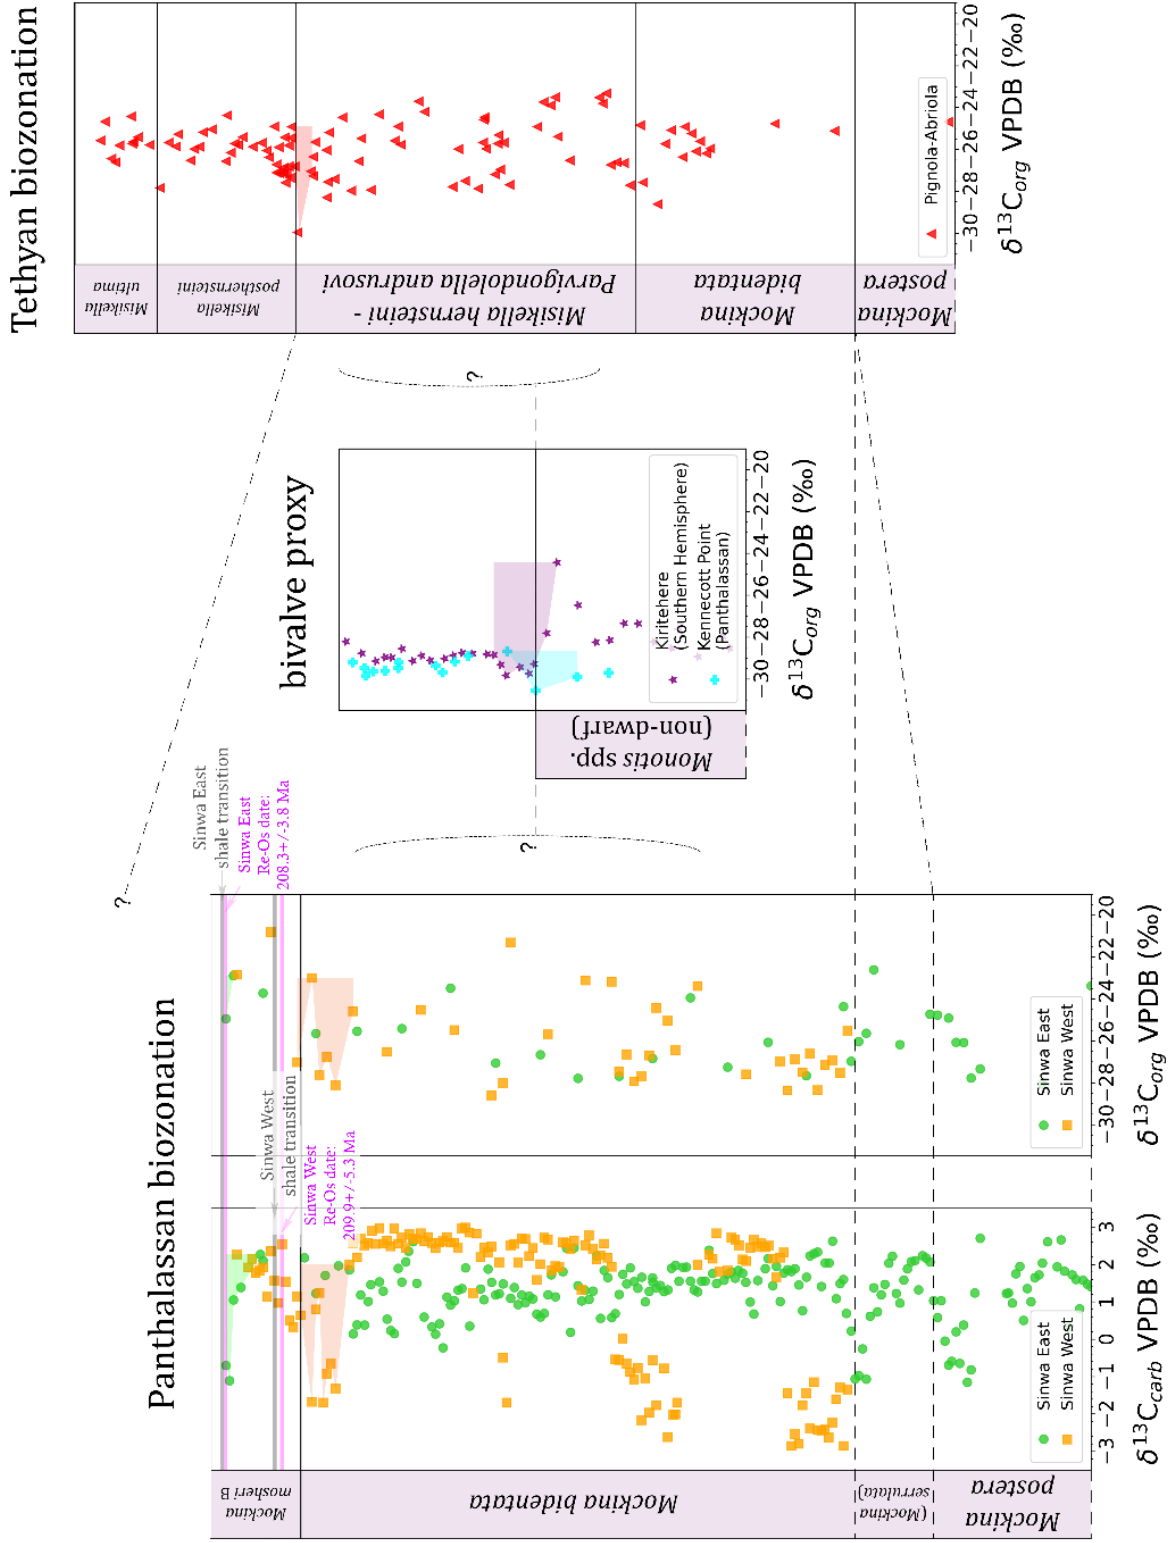 Tethyan biozonation
Misikella
ultima
Misikella
posthernsteini
Misikella hernsteini -
Parvigondolella andrusovi
Mockina
bidentata
Mockina
postera
Pignola-Abriola
−30 −28 −26 −24 −22 −20
δ13Corg VPDB (‰)
?
?
bivalve proxy
Monotis spp.
(non-dwarf)
Kiritehere
(Southern Hemisphere)
Kennecott Point
(Panthalassan)
−30 −28 −26 −24 −22 −20
δ13Corg VPDB (‰)
?
Panthalassan biozonation
Sinwa East
shale transition
Sinwa East
Re-Os date:
208.3+/-3.8 Ma
Sinwa West
shale transition
Sinwa West
Re-Os date:
209.9+/-5.3 Ma
Sinwa East
Sinwa West
−30 −28 −26 −24 −22 −20
δ13Corg VPDB (‰)
Sinwa East
Sinwa West
−3 −2 −1 0 1 2 3
δ13Ccarb VPDB (‰)
Mockina
mosheri B
Mockina bidentata
(Mockina
serrulata)
Mockina
postera